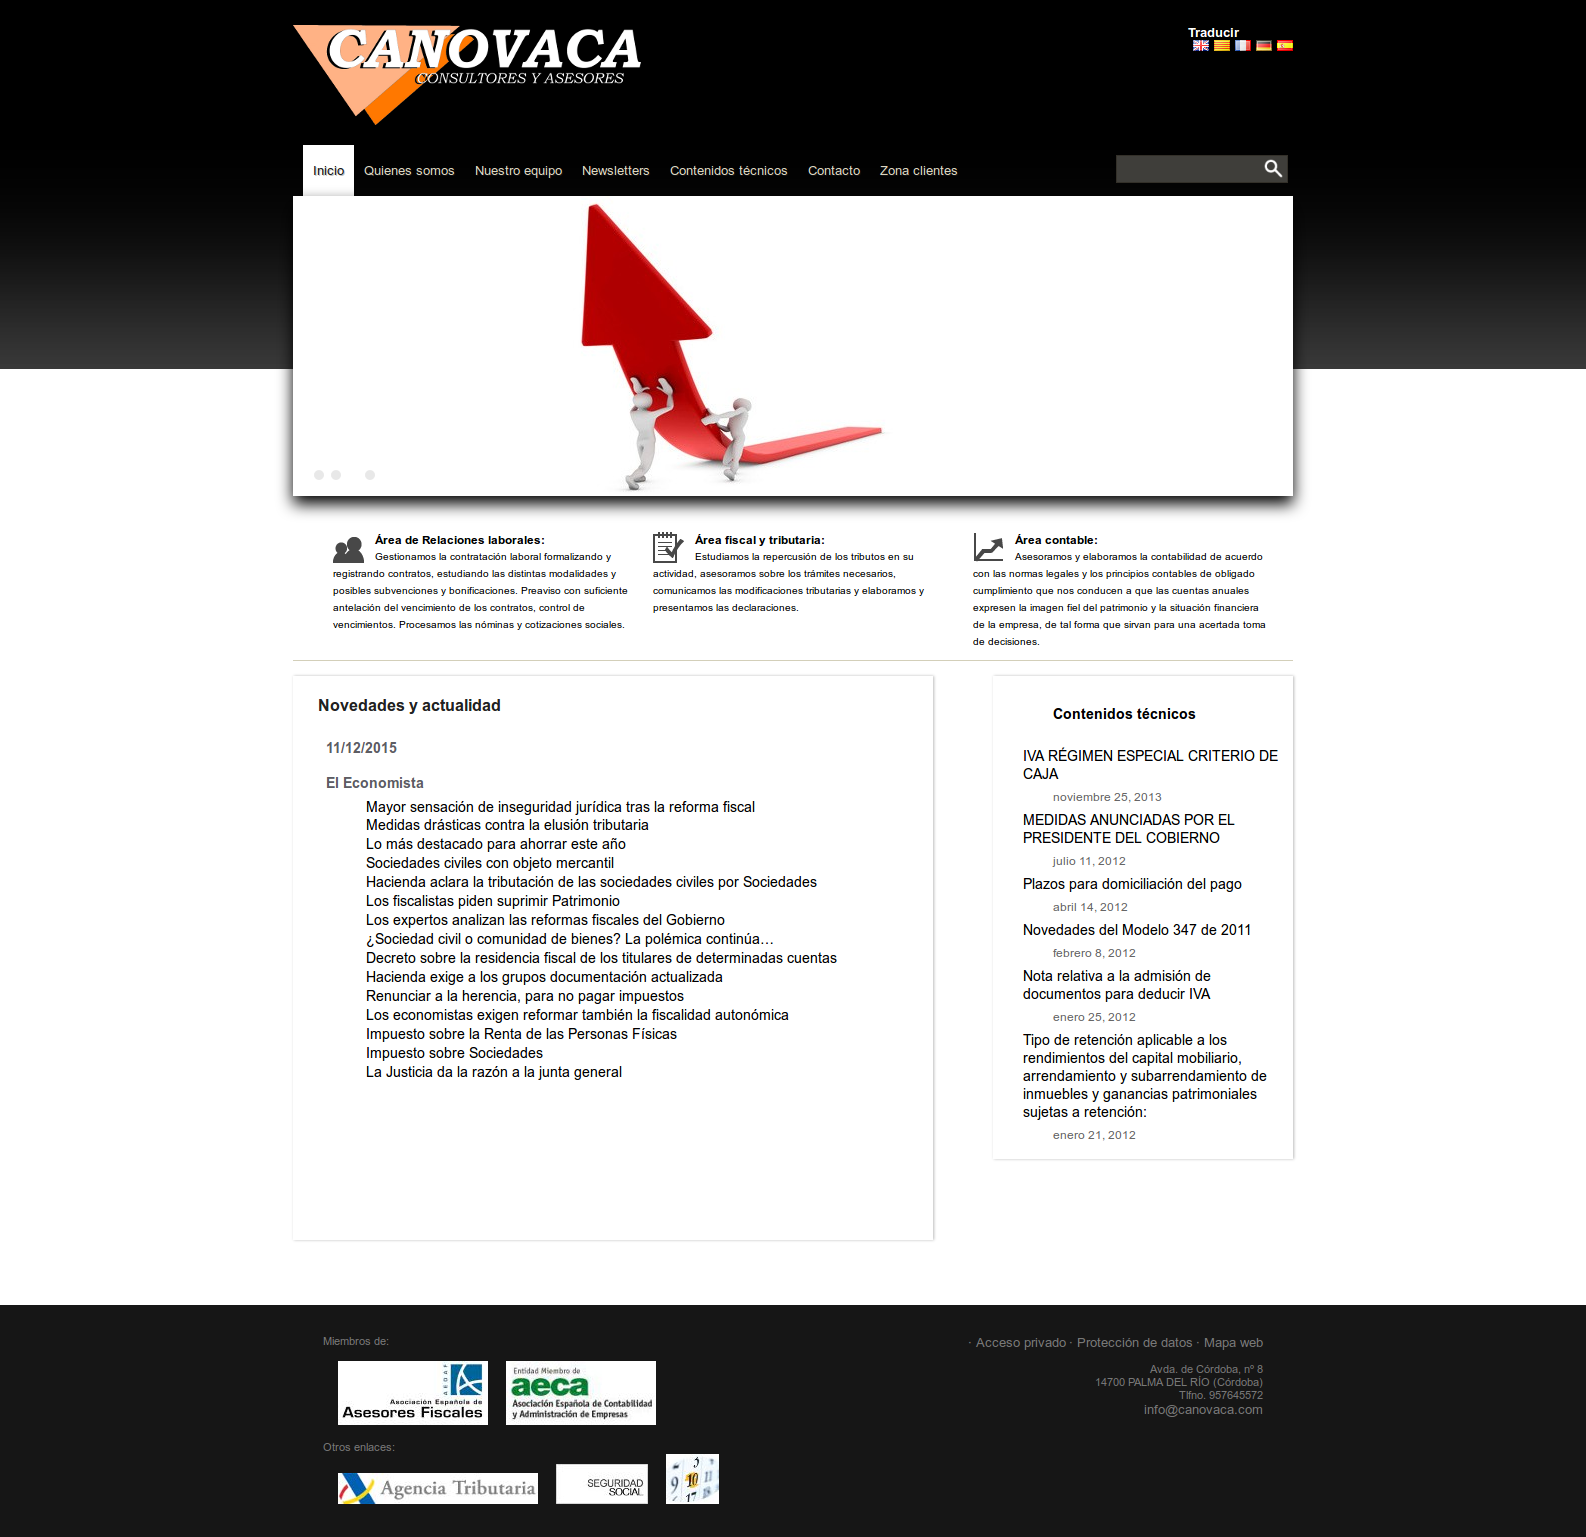 CANOVACA
CONSULTORES Y ASESORES
Traducir
Inicio Quienes somos Nuestro equipo Newsletters Contenidos técnicos Contacto Zona clientes
Área de Relaciones laborales:
Gestionamos la contratación laboral formalizando y
registrando contratos, estudiando las distintas modalidades y
posibles subvenciones y bonificaciones. Preaviso con suficiente
antelación del vencimiento de los contratos, control de
vencimientos. Procesamos las nóminas y cotizaciones sociales.
Área fiscal y tributaria:
Estudiamos la repercusión de los tributos en su
actividad, asesoramos sobre los trámites necesarios,
comunicamos las modificaciones tributarias y elaboramos y
presentamos las declaraciones.
Área contable:
Asesoramos y elaboramos la contabilidad de acuerdo
con las normas legales y los principios contables de obligado
cumplimiento que nos conducen a que las cuentas anuales
expresen la imagen fiel del patrimonio y la situación financiera
de la empresa, de tal forma que sirvan para una acertada toma
de decisiones.
Novedades y actualidad
11/12/2015
El Economista
Mayor sensación de inseguridad jurídica tras la reforma fiscal
Medidas drásticas contra la elusión tributaria
Lo más destacado para ahorrar este año
Sociedades civiles con objeto mercantil
Hacienda aclara la tributación de las sociedades civiles por Sociedades
Los fiscalistas piden suprimir Patrimonio
Los expertos analizan las reformas fiscales del Gobierno
¿Sociedad civil o comunidad de bienes? La polémica continúa…
Decreto sobre la residencia fiscal de los titulares de determinadas cuentas
Hacienda exige a los grupos documentación actualizada
Renunciar a la herencia, para no pagar impuestos
Los economistas exigen reformar también la fiscalidad autonómica
Impuesto sobre la Renta de las Personas Físicas
Impuesto sobre Sociedades
La Justicia da la razón a la junta general
Contenidos técnicos
IVA RÉGIMEN ESPECIAL CRITERIO DE
CAJA
noviembre 25, 2013
MEDIDAS ANUNCIADAS POR EL
PRESIDENTE DEL COBIERNO
julio 11, 2012
Plazos para domiciliación del pago
abril 14, 2012
Novedades del Modelo 347 de 2011
febrero 8, 2012
Nota relativa a la admisión de
documentos para deducir IVA
enero 25, 2012
Tipo de retención aplicable a los
rendimientos del capital mobiliario,
arrendamiento y subarrendamiento de
inmuebles y ganancias patrimoniales
sujetas a retención:
enero 21, 2012
Miembros de:
AEDAF
Asociación Española de
Asesores Fiscales
Entidad Miembro de
aeca
Asociación Española de Contabilidad
y Administración de Empresas
Otros enlaces:
Agencia Tributaria
SEGURIDAD
SOCIAL
3
9 10 11
17 18
· Acceso privado · Protección de datos · Mapa web
Avda. de Córdoba, nº 8
14700 PALMA DEL RÍO (Córdoba)
Tlfno. 957645572
info@canovaca.com